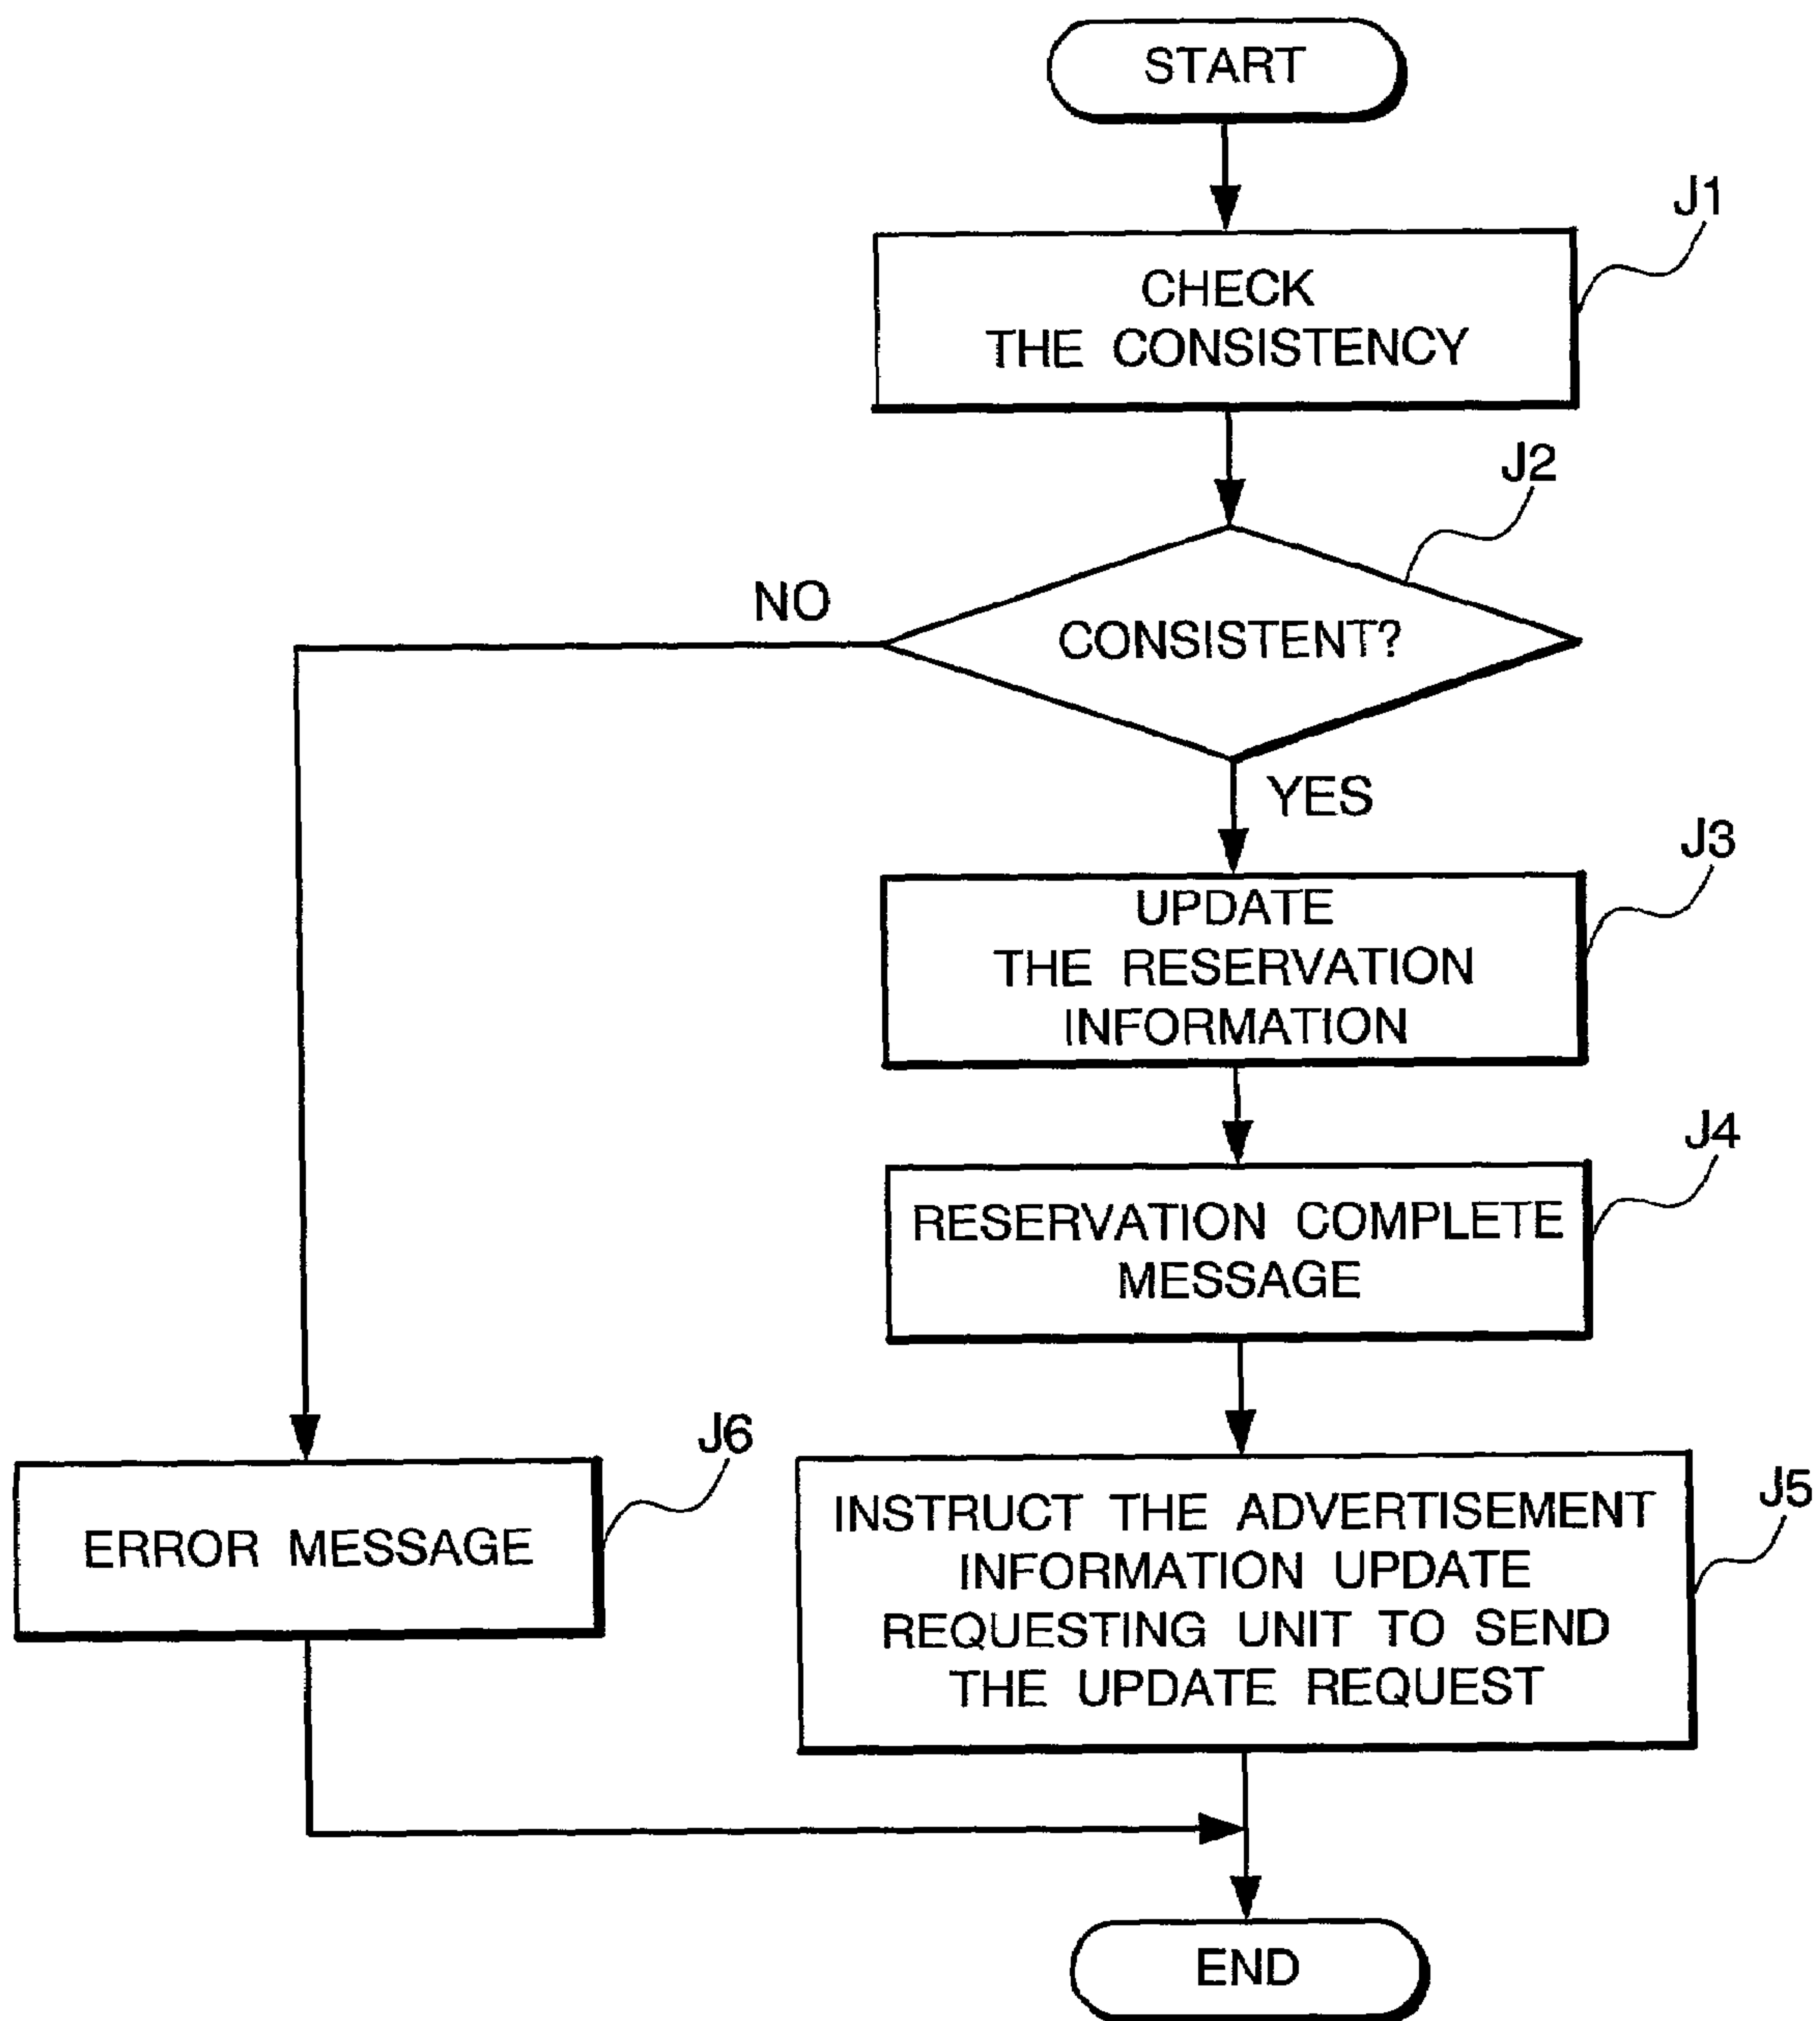 START
J1
CHECK
THE CONSISTENCY
J2
NO
CONSISTENT?
YES
J3
UPDATE
THE RESERVATION
INFORMATION
J4
RESERVATION COMPLETE
MESSAGE
J6
ERROR MESSAGE
J5
INSTRUCT THE ADVERTISEMENT
INFORMATION UPDATE
REQUESTING UNIT TO SEND
THE UPDATE REQUEST
END